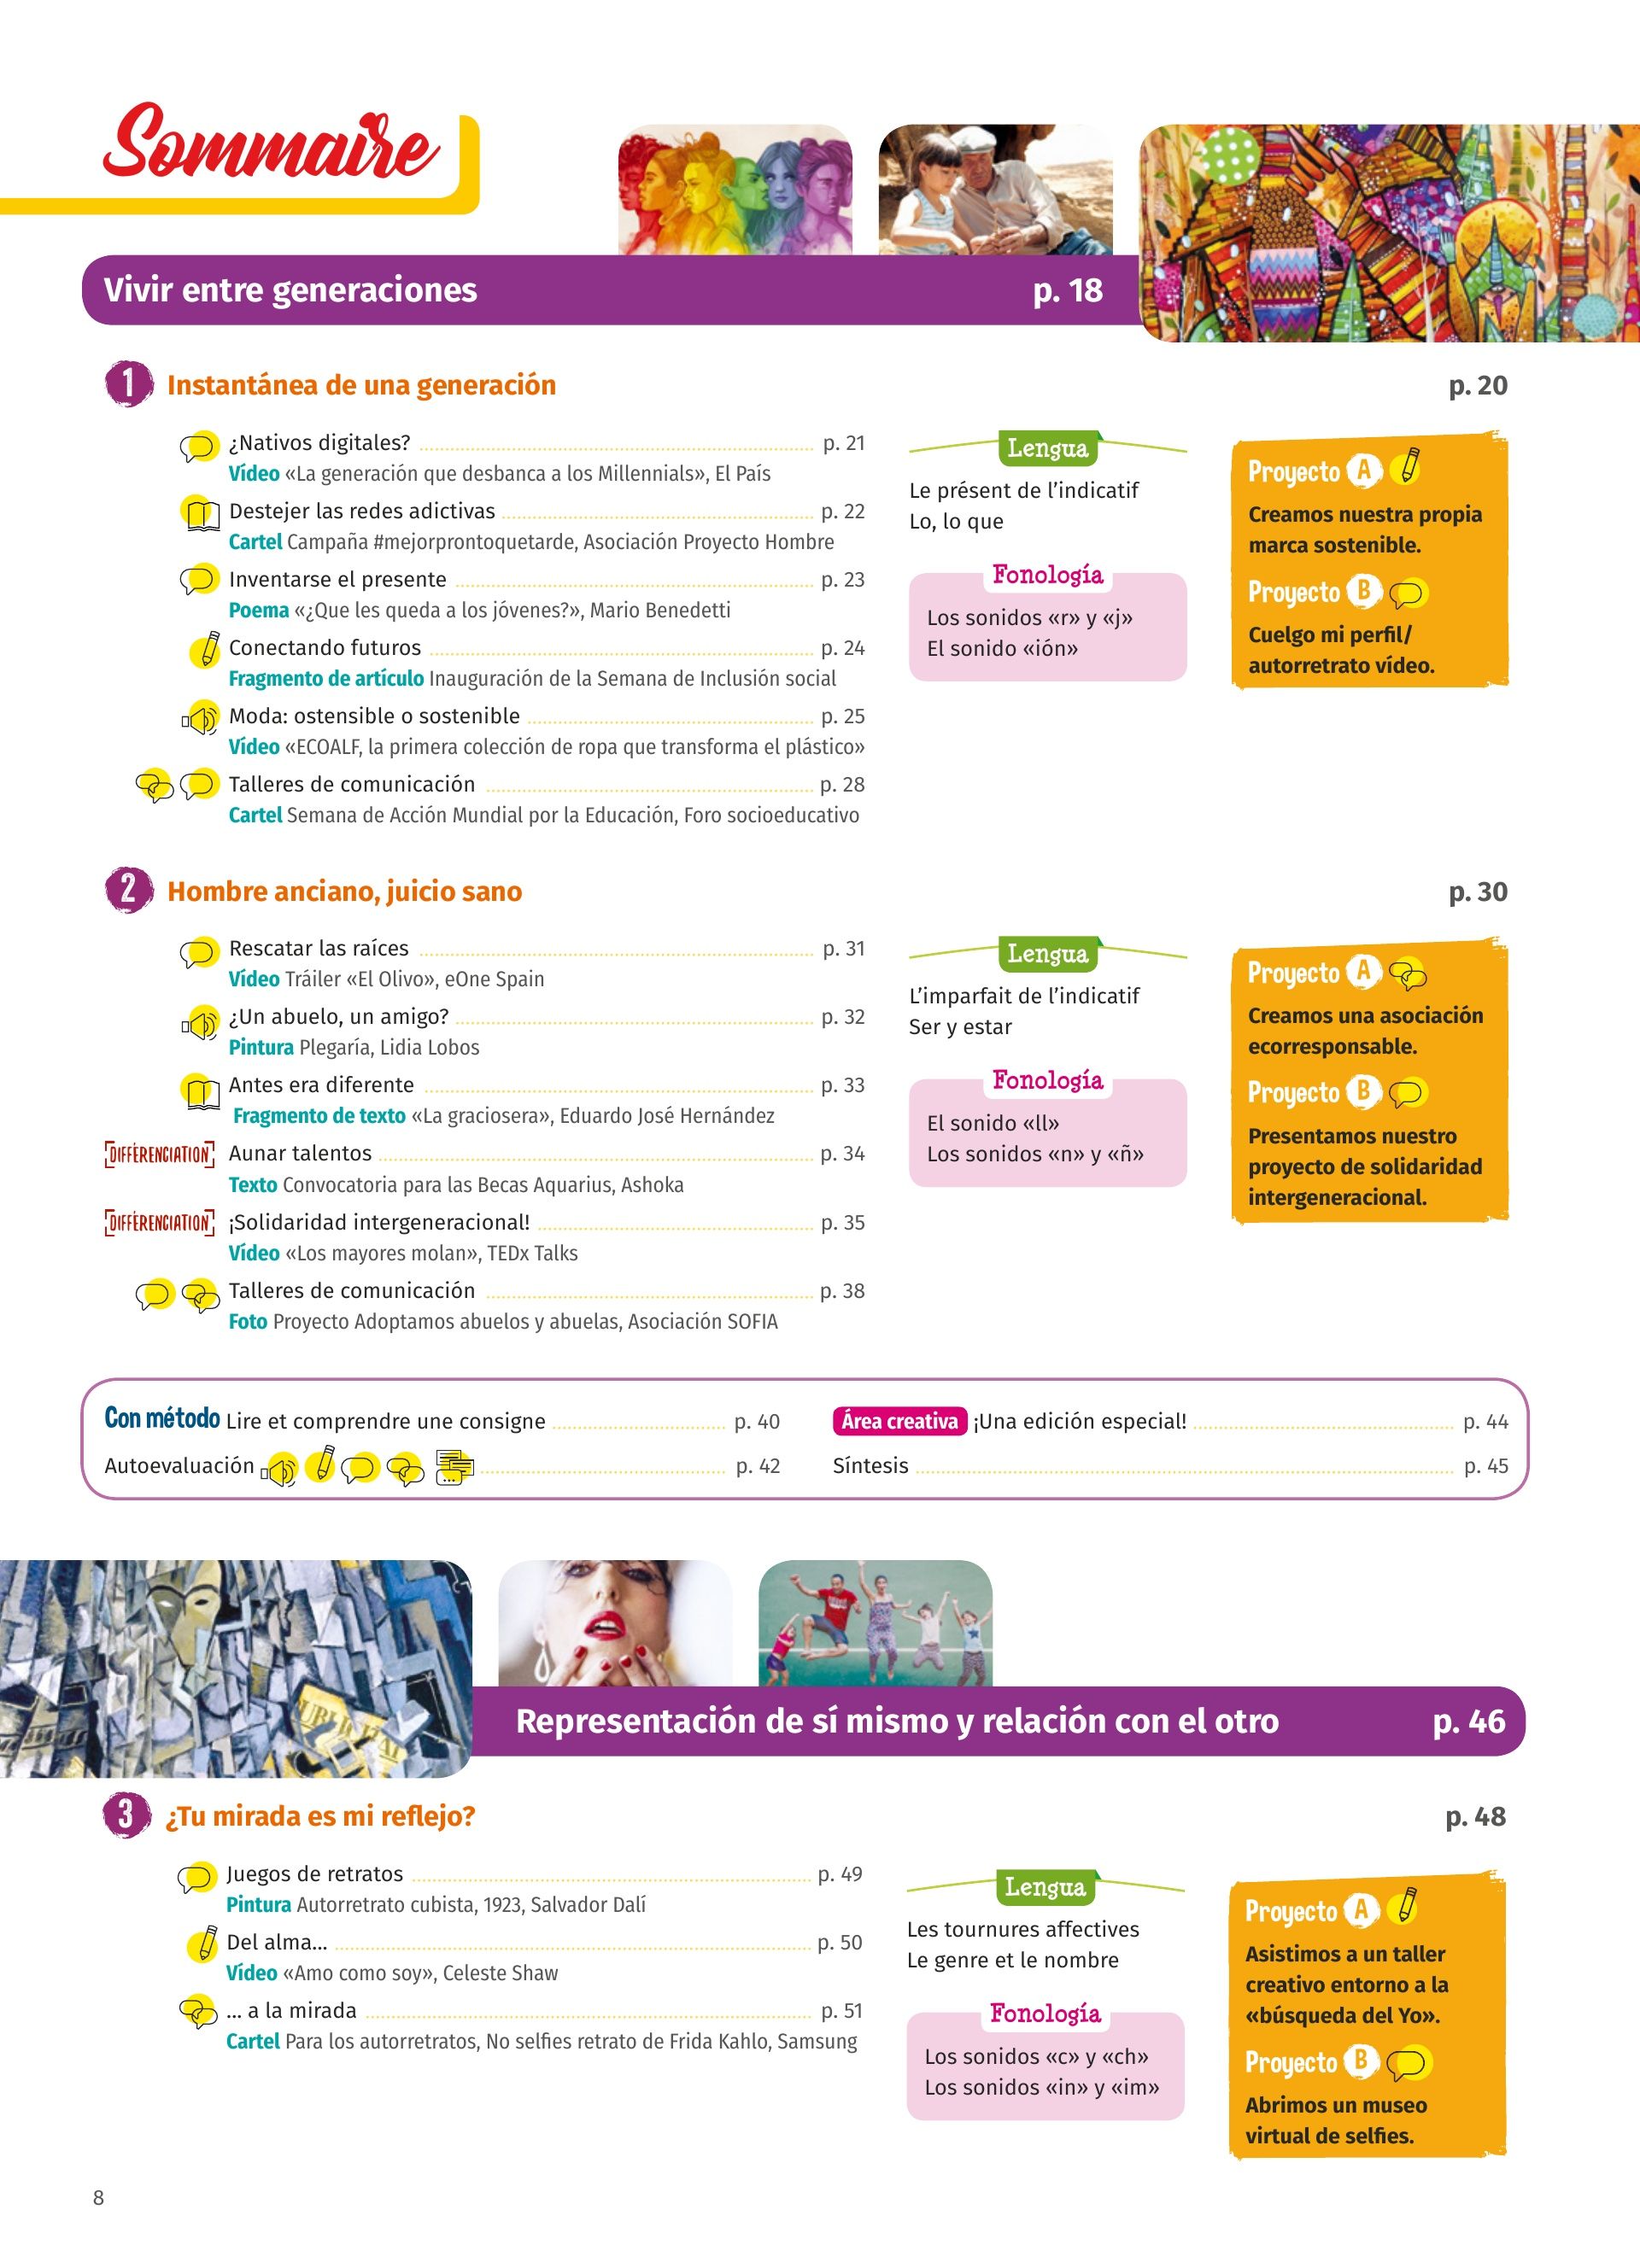 Sommaire
Vivir entre generaciones p. 18
1 Instantánea de una generación p. 20
¿Nativos digitales? p. 21
Vídeo «La generación que desbanca a los Millennials», El País
Destejer las redes adictivas p. 22
Cartel Campaña #mejorprontoquetarde, Asociación Proyecto Hombre
Inventarse el presente p. 23
Poema «¿Que les queda a los jóvenes?», Mario Benedetti
Conectando futuros p. 24
Fragmento de artículo Inauguración de la Semana de Inclusión social
Moda: ostensible o sostenible p. 25
Vídeo «ECOALF, la primera colección de ropa que transforma el plástico»
Talleres de comunicación p. 28
Cartel Semana de Acción Mundial por la Educación, Foro socioeducativo
Lengua
Le présent de l'indicatif
Lo, lo que
Fonología
Los sonidos «r» y «j»
El sonido «ión»
Proyecto A
Creamos nuestra propia
marca sostenible.
Proyecto B
Cuelgo mi perfil/
autorretrato vídeo.
2 Hombre anciano, juicio sano p. 30
Rescatar las raíces p. 31
Vídeo Tráiler «El Olivo», eOne Spain
¿Un abuelo, un amigo? p. 32
Pintura Plegaría, Lidia Lobos
Antes era diferente p. 33
Fragmento de texto «La graciosera», Eduardo José Hernández
DIFFÉRENCIATION Aunar talentos p. 34
Texto Convocatoria para las Becas Aquarius, Ashoka
DIFFÉRENCIATION ¡Solidaridad intergeneracional! p. 35
Vídeo «Los mayores molan», TEDx Talks
Talleres de comunicación p. 38
Foto Proyecto Adoptamos abuelos y abuelas, Asociación SOFIA
Lengua
L'imparfait de l'indicatif
Ser y estar
Fonología
El sonido «ll»
Los sonidos «n» y «ñ»
Proyecto A
Creamos una asociación
ecorresponsable.
Proyecto B
Presentamos nuestro
proyecto de solidaridad
intergeneracional.
Con método Lire et comprendre une consigne p. 40
Autoevaluación p. 42
Área creativa ¡Una edición especial! p. 44
Síntesis p. 45
Representación de sí mismo y relación con el otro p. 46
3 ¿Tu mirada es mi reflejo? p. 48
Juegos de retratos p. 49
Pintura Autorretrato cubista, 1923, Salvador Dalí
Del alma... p. 50
Vídeo «Amo como soy», Celeste Shaw
... a la mirada p. 51
Cartel Para los autorretratos, No selfies retrato de Frida Kahlo, Samsung
Lengua
Les tournures affectives
Le genre et le nombre
Fonología
Los sonidos «c» y «ch»
Los sonidos «in» y «im»
Proyecto A
Asistimos a un taller
creativo entorno a la
«búsqueda del Yo».
Proyecto B
Abrimos un museo
virtual de selfies.
8